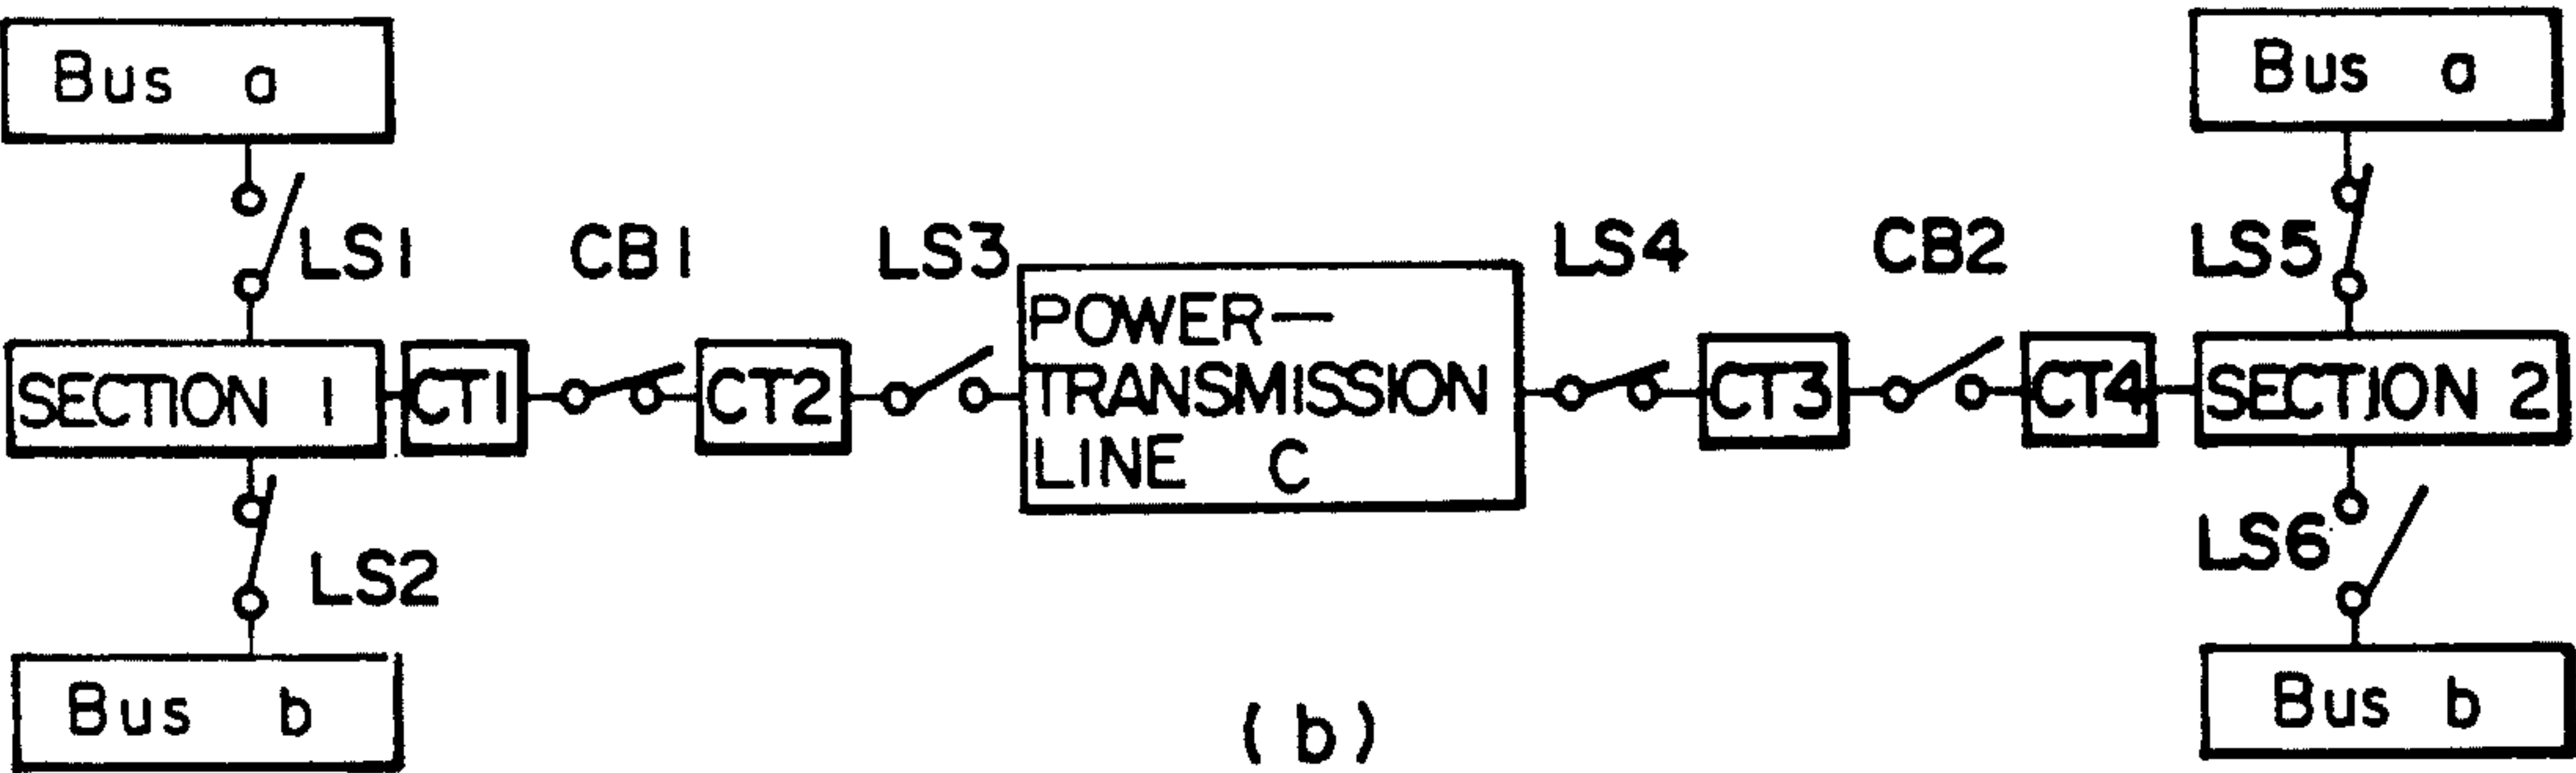 Bus a
Bus a
LS1
CB1
LS3
LS4
CB2
LS5
SECTION 1
CT1
CT2
POWER-
TRANSMISSION
LINE C
CT3
CT4
SECTION 2
LS2
LS6
Bus b
(b)
Bus b